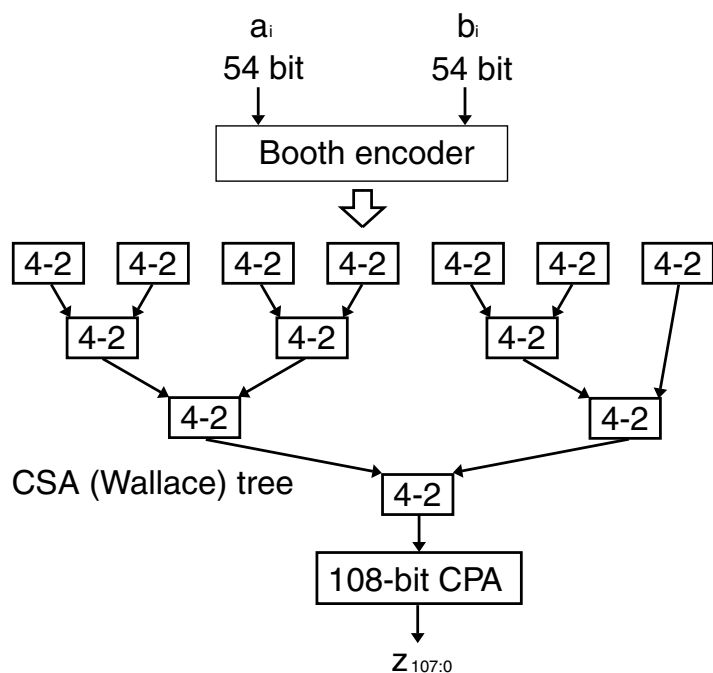 ai bi
54 bit 54 bit
Booth encoder
4-2 4-2 4-2 4-2 4-2 4-2 4-2
4-2 4-2 4-2
4-2 4-2
CSA (Wallace) tree
4-2
108-bit CPA
z107:0